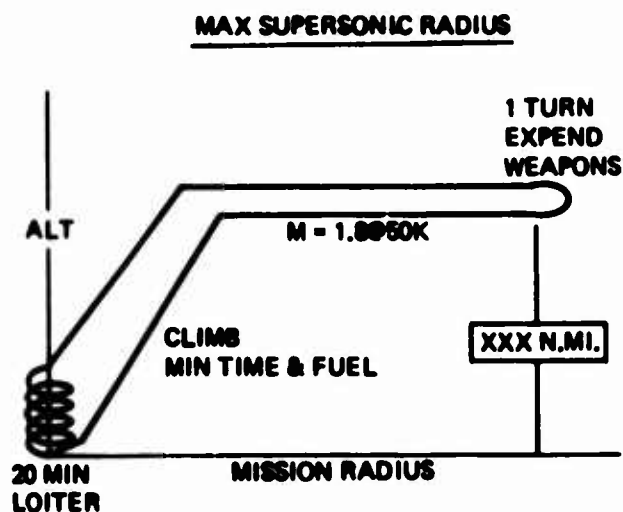 MAX SUPERSONIC RADIUS
1 TURN
EXPEND
WEAPONS
ALT
M = 1.8@50K
CLIMB
MIN TIME & FUEL
XXX N.MI.
20 MIN
LOITER
MISSION RADIUS